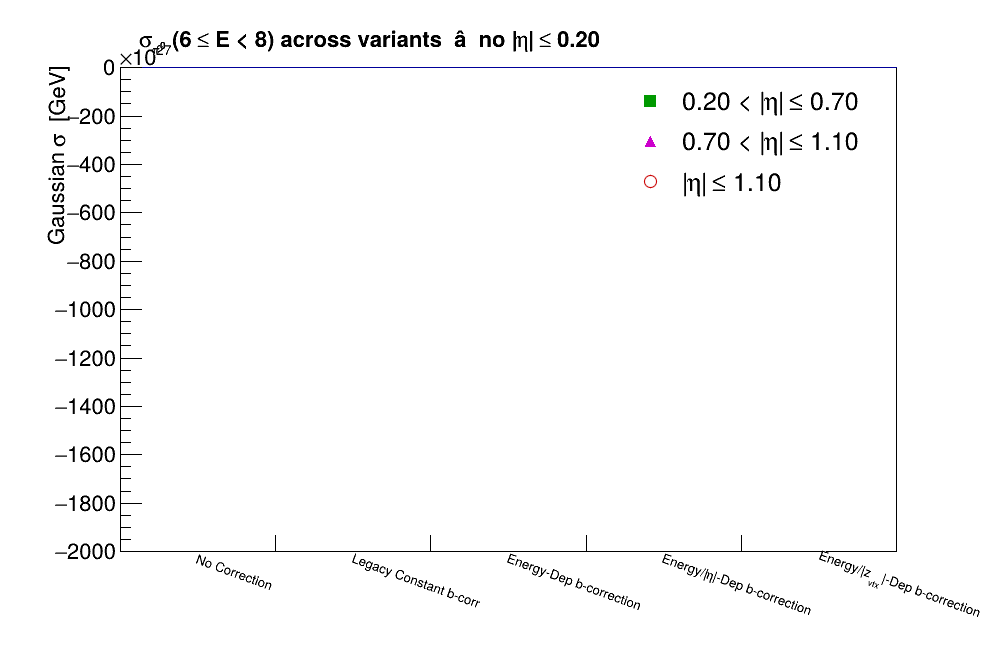 σπ⁰ (6 ≤ E < 8) across variants â no |η| ≤ 0.20
×10²⁷
Gaussian σ [GeV]
0
−200
−400
−600
−800
−1000
−1200
−1400
−1600
−1800
−2000
0.20 < |η| ≤ 0.70
0.70 < |η| ≤ 1.10
|η| ≤ 1.10
No Correction
Legacy Constant b-corr
Energy-Dep b-correction
Energy/|η|-Dep b-correction
Energy/|z_vtx|-Dep b-correction